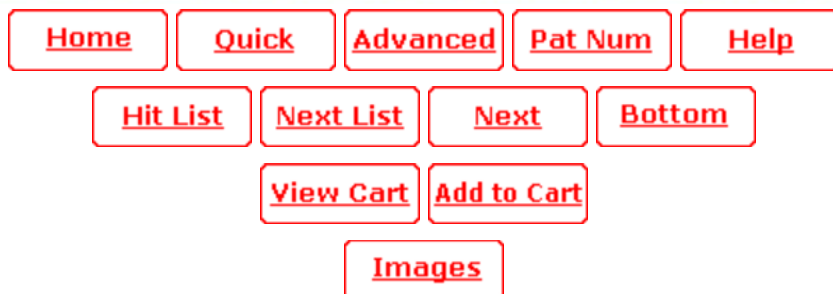 Home Quick Advanced Pat Num Help
Hit List Next List Next Bottom
View Cart Add to Cart
Images